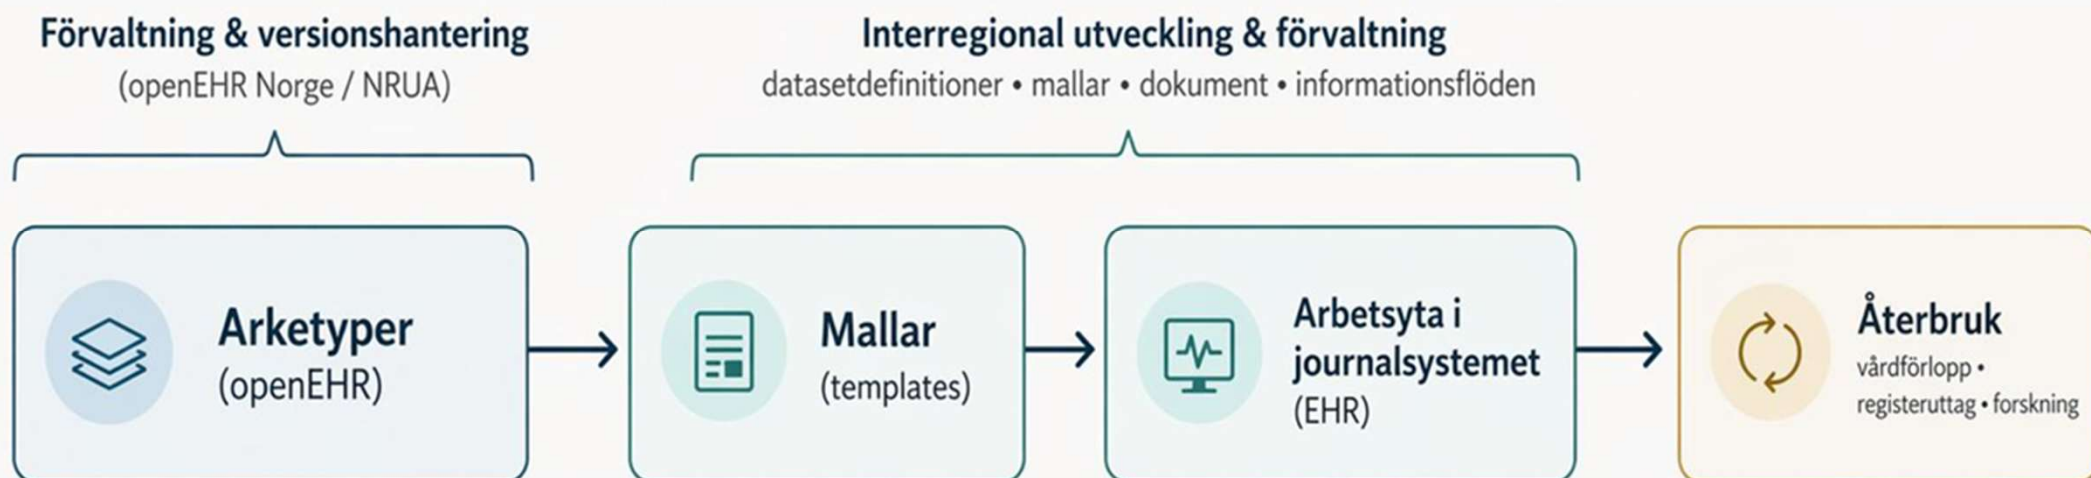 Förvaltning & versionshantering
(openEHR Norge / NRUA)
Interregional utveckling & förvaltning
datasetdefinitioner • mallar • dokument • informationsflöden
Arketyper
(openEHR)
Mallar
(templates)
Arbetsyta i
journalsystemet
(EHR)
Återbruk
vårdförlopp •
registeruttag • forskning